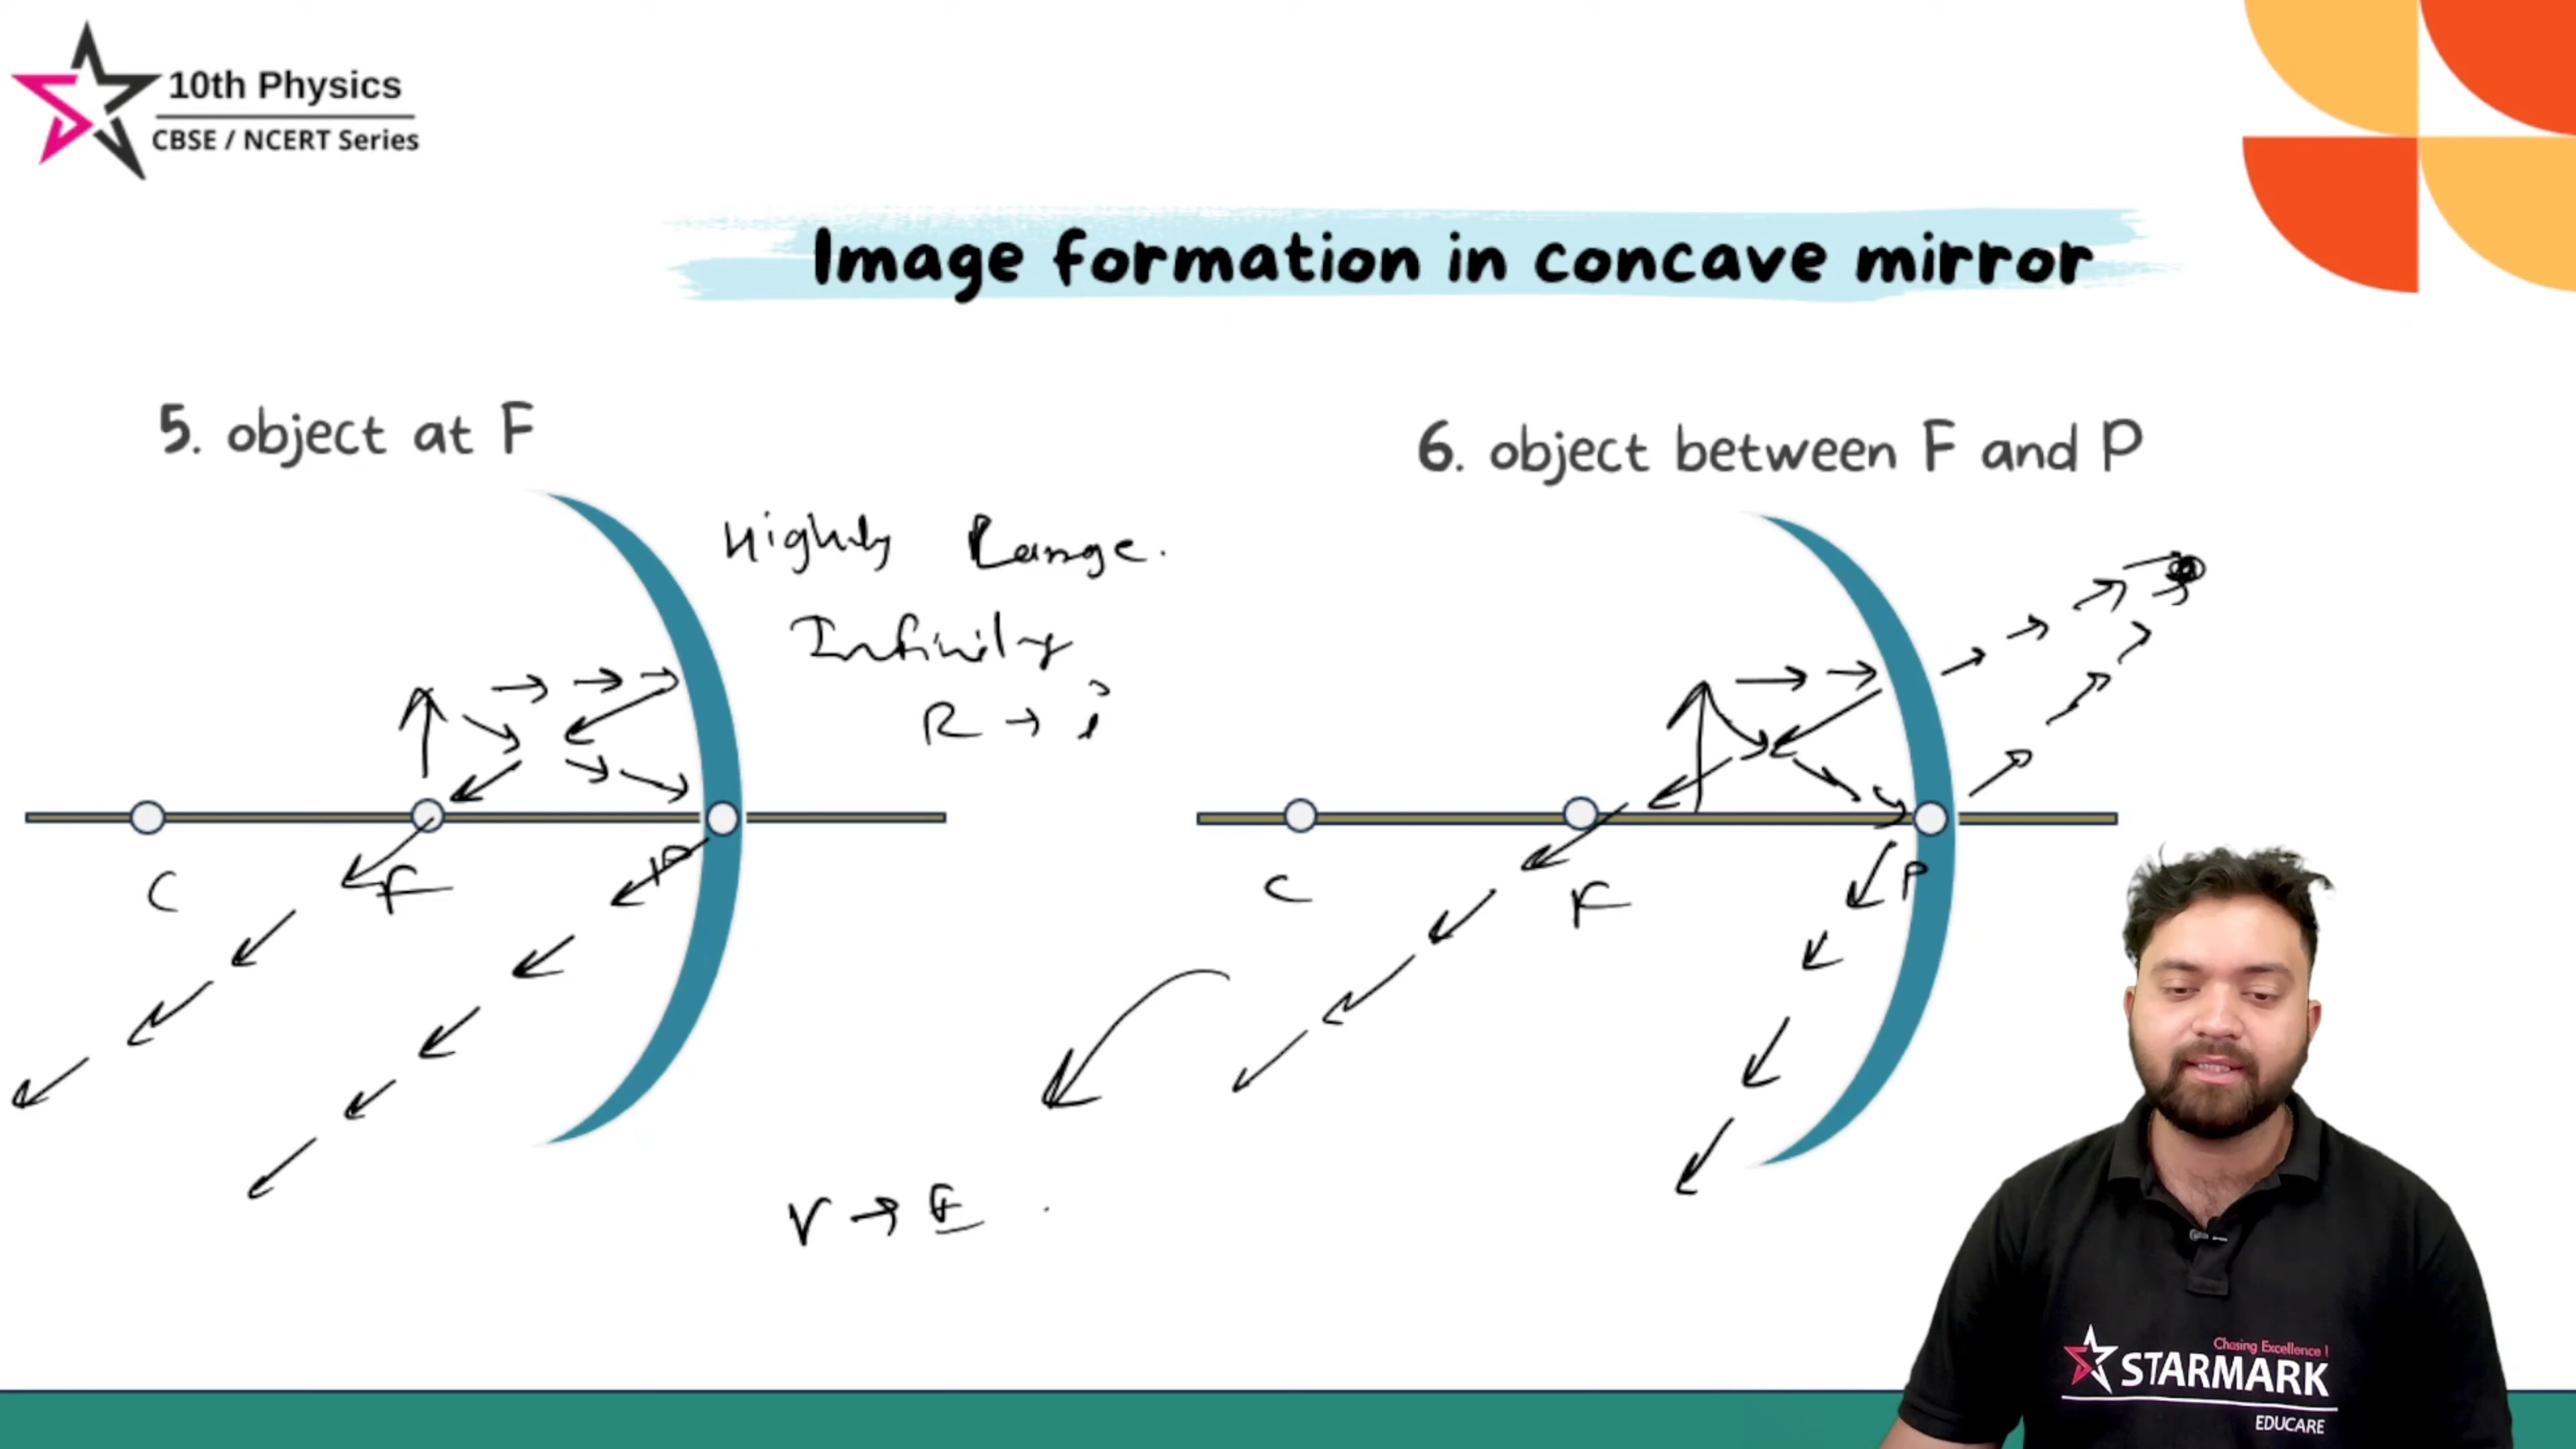 10th Physics
CBSE / NCERT Series
Image formation in concave mirror
5. object at F
Highly Large.
Infinity
R → i
C
F
P
6. object between F and P
C
F
P
V → E
Chasing Excellence !
STARMARK
EDUCARE